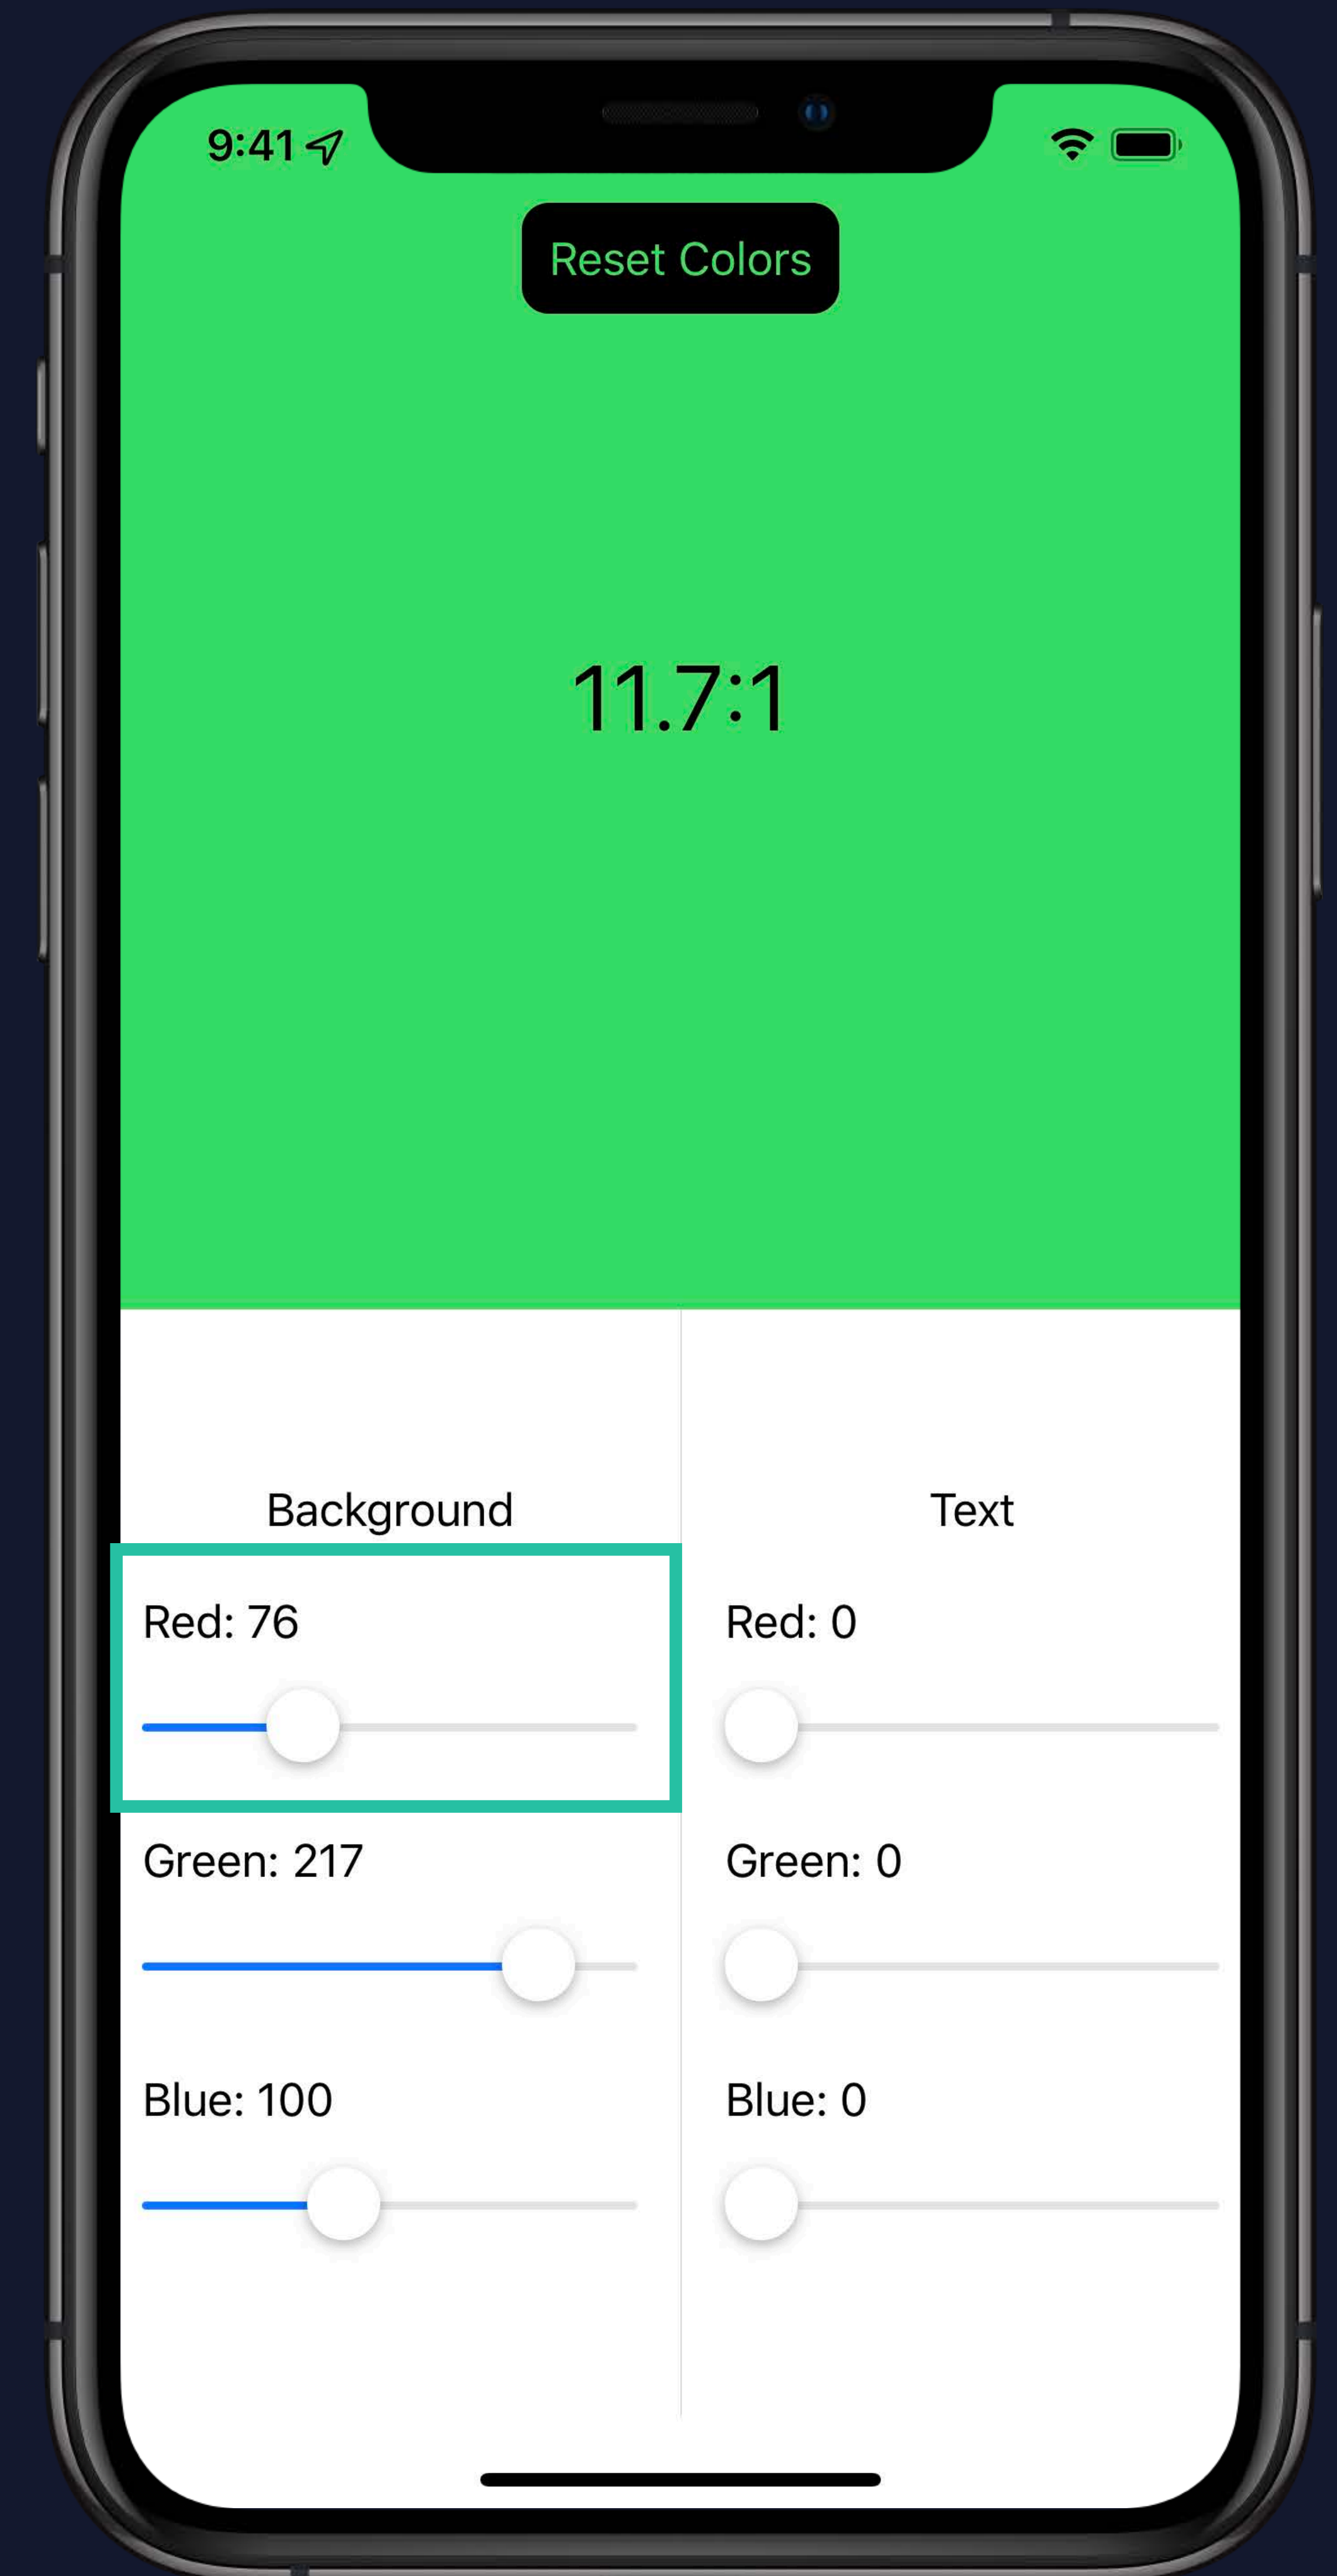 9:41
Reset Colors
11.7:1
Background
Red: 76
Green: 217
Blue: 100
Text
Red: 0
Green: 0
Blue: 0